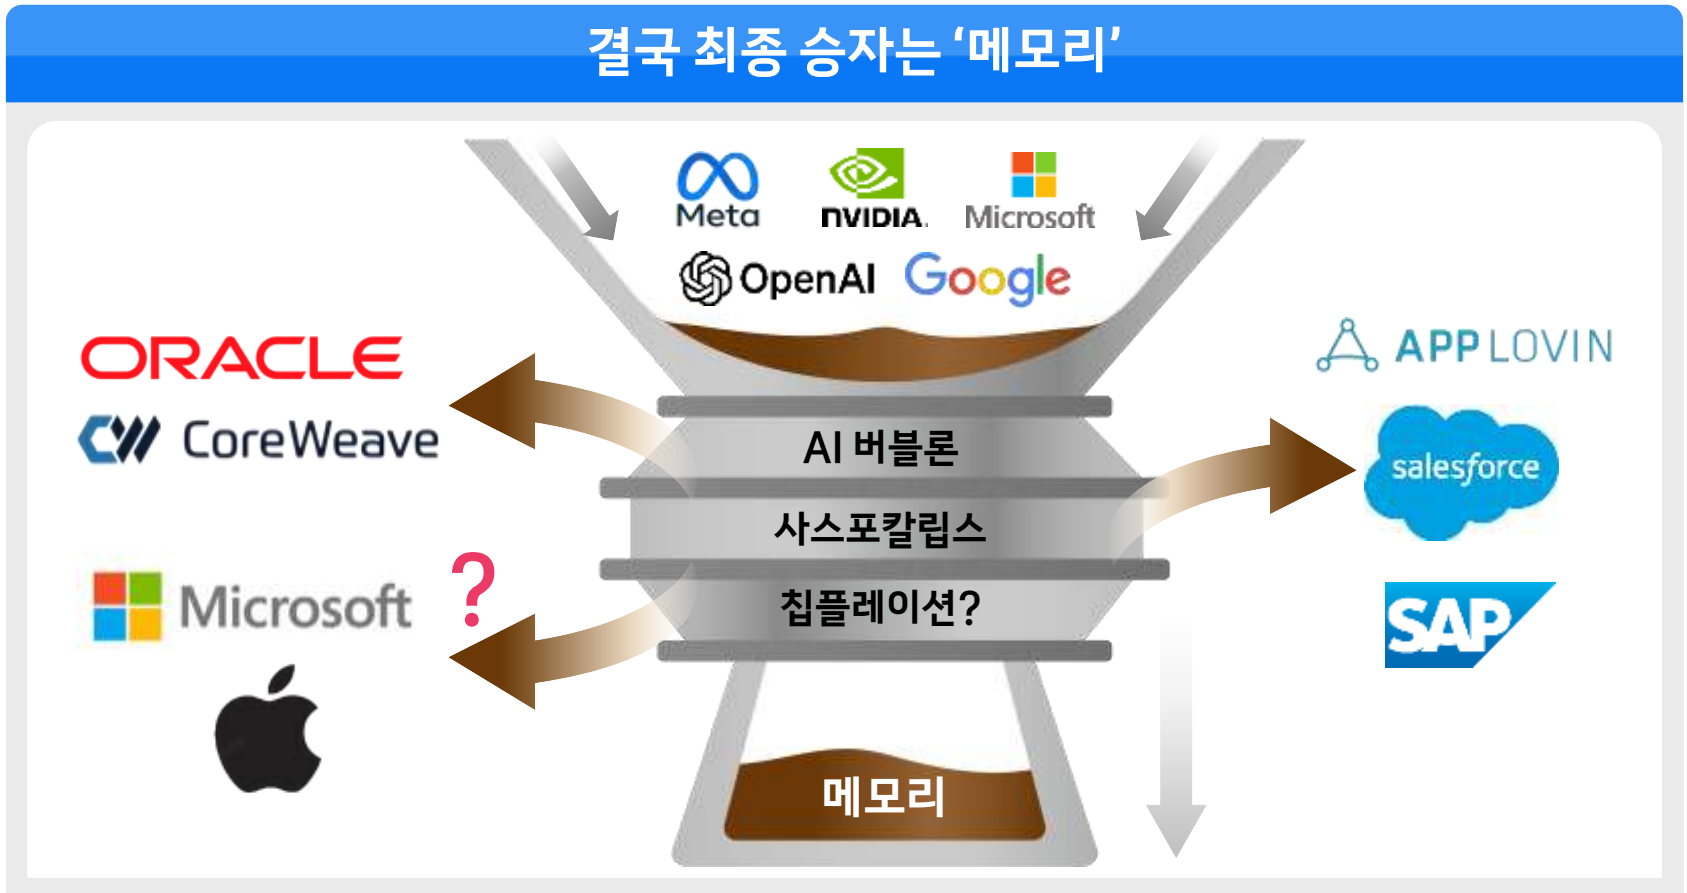 결국 최종 승자는 ‘메모리’
Meta
NVIDIA.
Microsoft
OpenAI
Google
ORACLE
CoreWeave
APPLOVIN
AI 버블론
salesforce
사스포칼립스
Microsoft
?
칩플레이션?
SAP
메모리